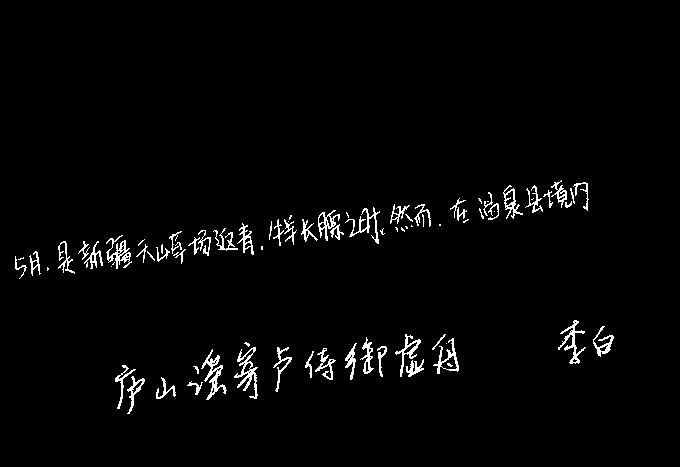 5月,是新疆天山草场返青,牛羊长膘之时。然而,在温泉县境内
庐山谣寄卢侍御虚舟 李白